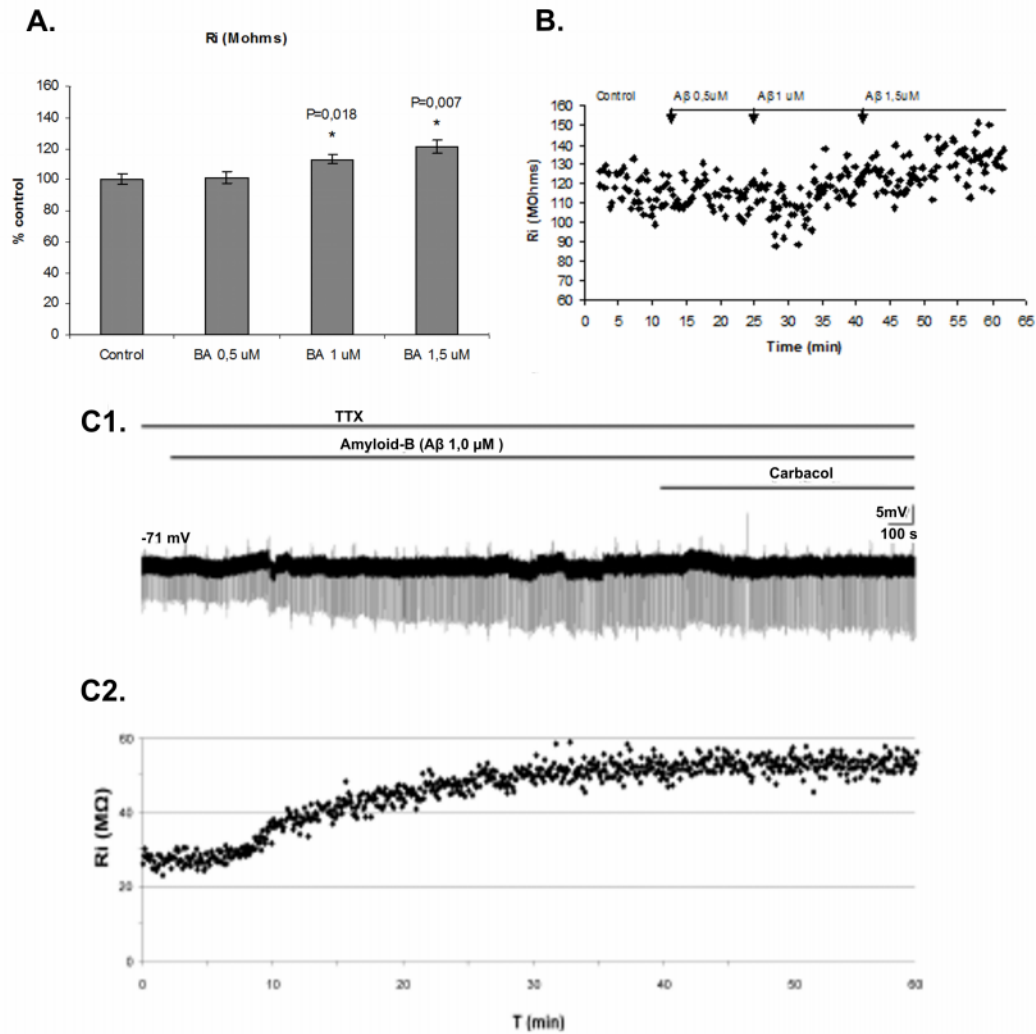 A.
Ri (Mohms)
160
140
120
100
80
60
40
20
0
% control
P=0,018
*
P=0,007
*
Control
BA 0,5 uM
BA 1 uM
BA 1,5 uM
B.
Control
Aβ 0,5uM
Aβ 1 uM
Aβ 1,5uM
160
150
140
130
120
110
100
90
80
70
60
Ri (MOhms)
0 5 10 15 20 25 30 35 40 45 50 55 60 65
Time (min)
C1.
TTX
Amyloid-B (Aβ 1,0 µM )
Carbacol
5mV
100 s
-71 mV
C2.
60
40
20
0
Ri (MΩ)
0 10 20 30 40 50 60
T (min)